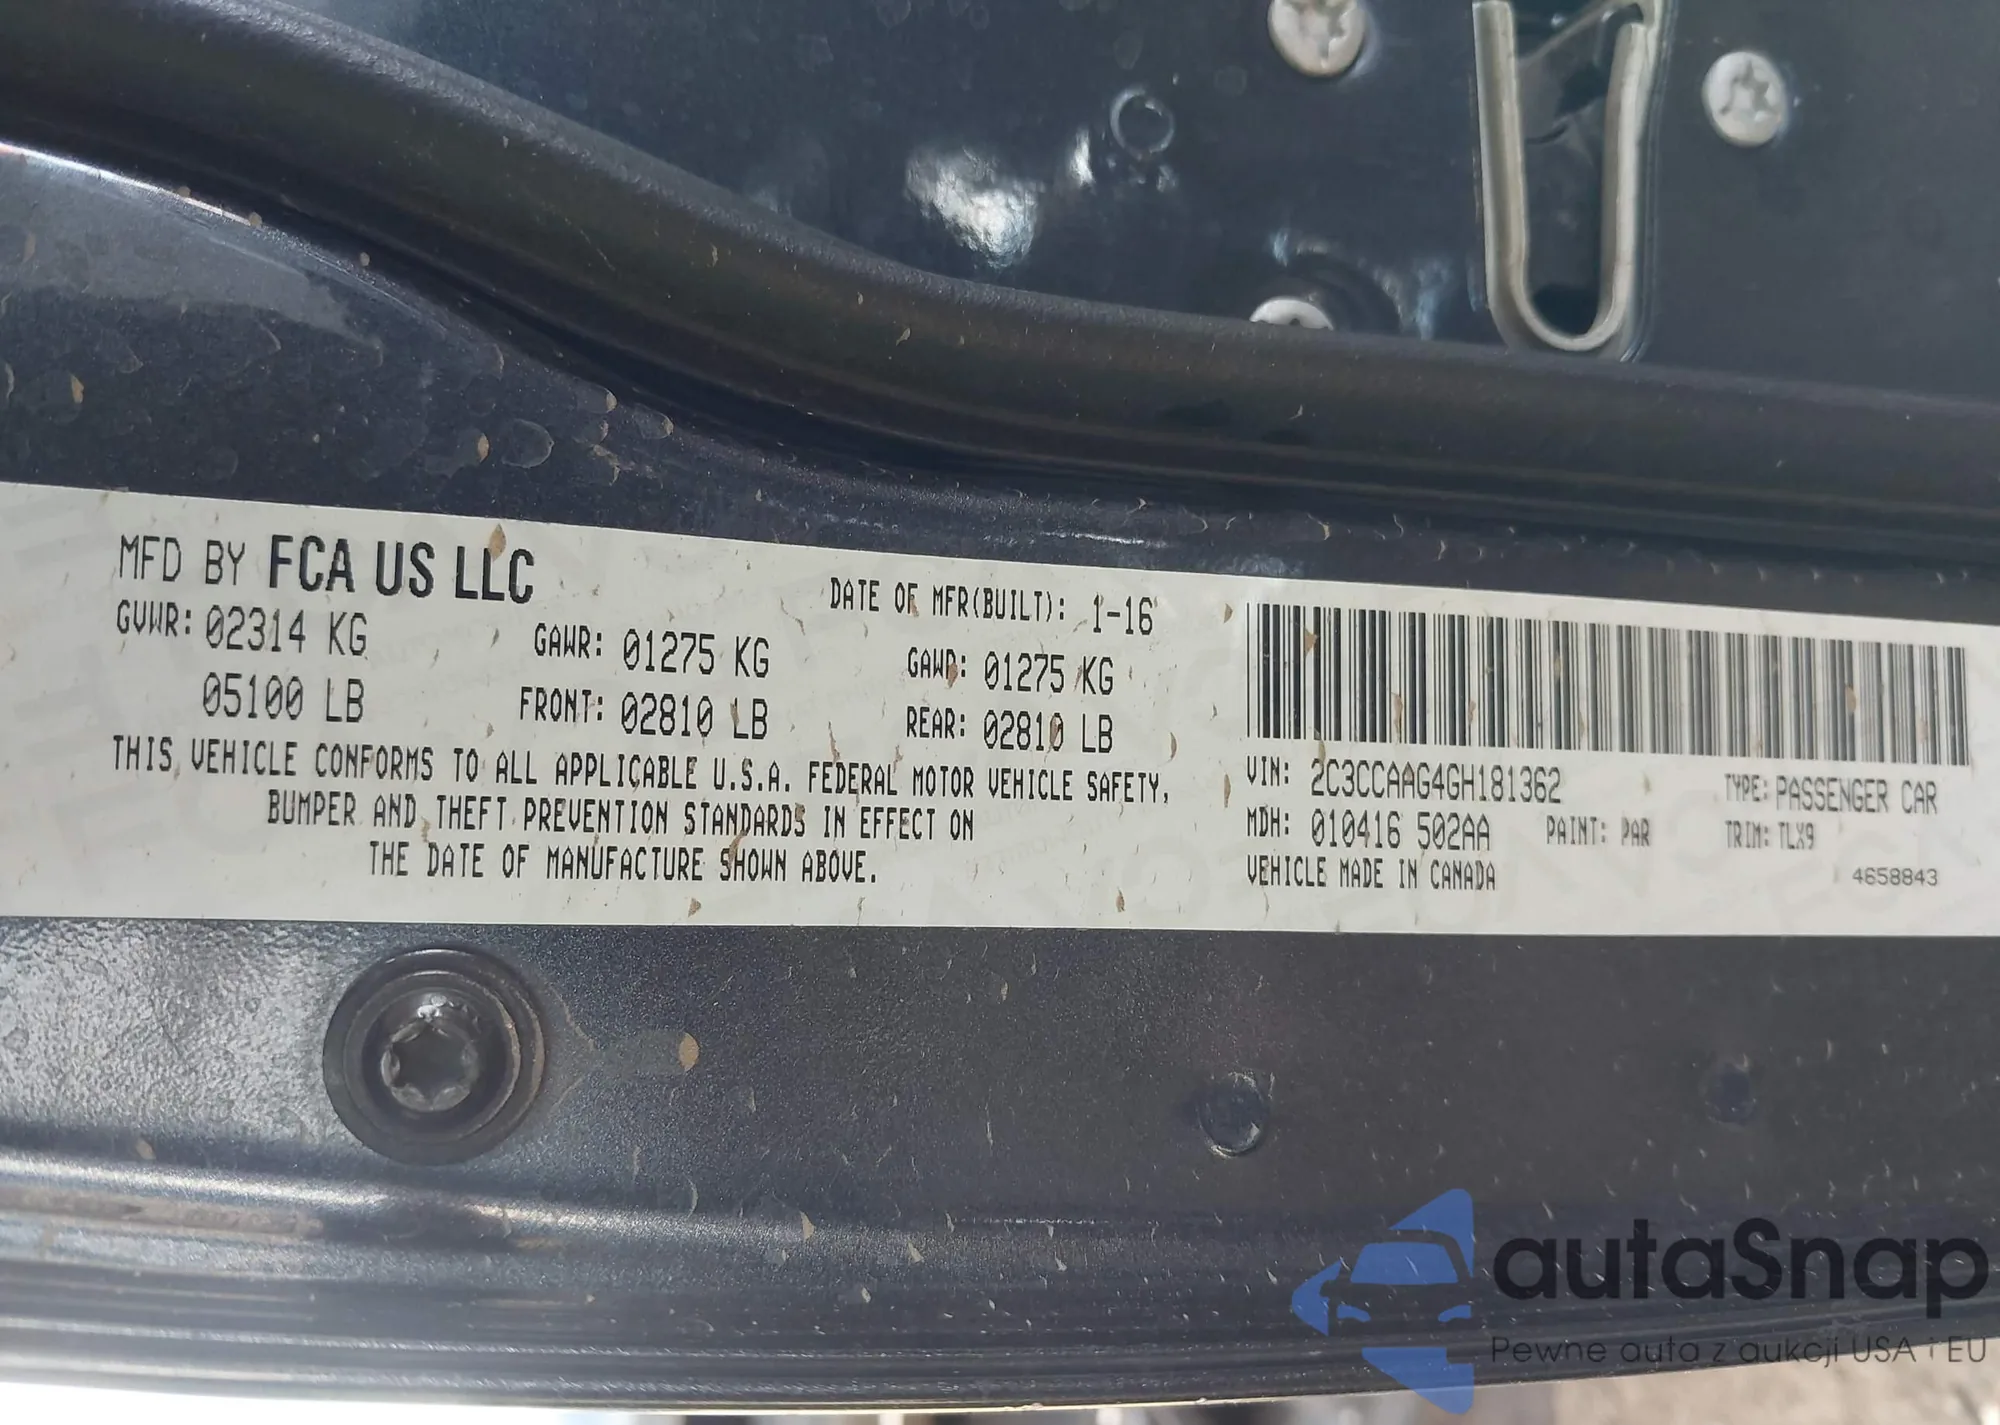 MFD BY FCA US LLC
DATE OF MFR(BUILT): 1-16
GVWR: 02314 KG GAWR: 01275 KG GAWR: 01275 KG
05100 LB FRONT: 02810 LB REAR: 02810 LB
THIS VEHICLE CONFORMS TO ALL APPLICABLE U.S.A. FEDERAL MOTOR VEHICLE SAFETY,
BUMPER AND THEFT PREVENTION STANDARDS IN EFFECT ON
THE DATE OF MANUFACTURE SHOWN ABOVE.
VIN: 2C3CCAAG4GH181362 TYPE: PASSENGER CAR
MDH: 010416 502AA PAINT: PAR TRIM: TLX9
VEHICLE MADE IN CANADA 4658843
autaSnap
Pewne auta z aukcji USA i EU